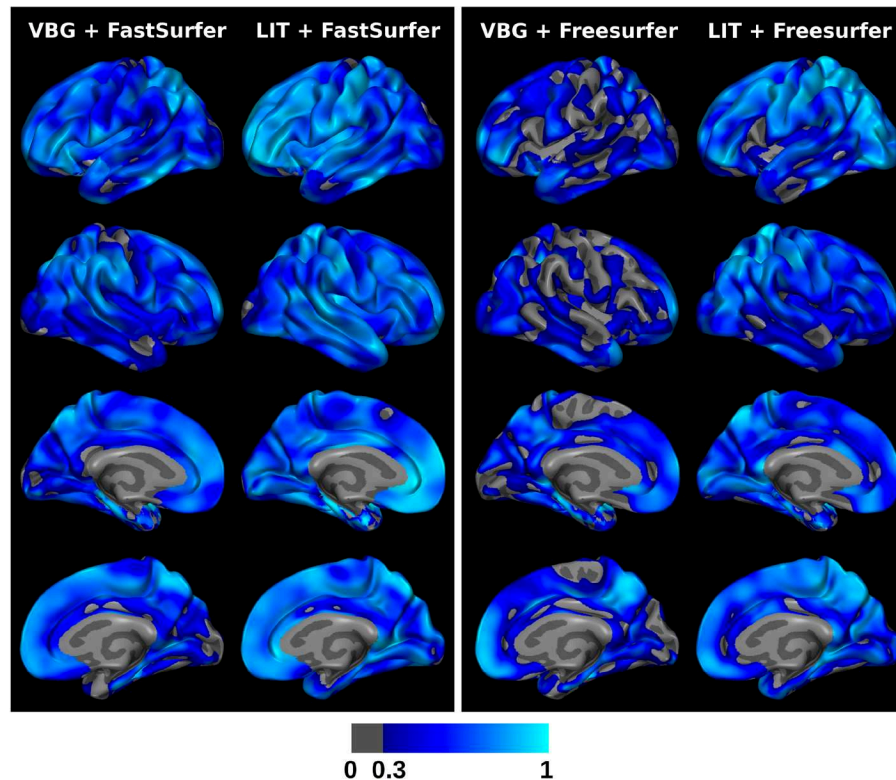 VBG + FastSurfer LIT + FastSurfer VBG + Freesurfer LIT + Freesurfer
0 0.3 1